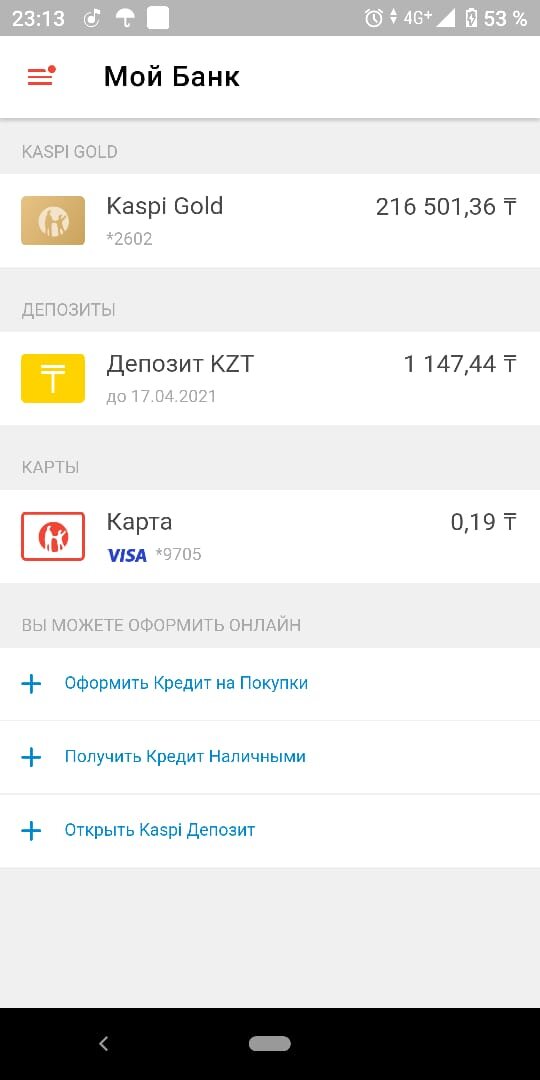 23:13 4G+ 53 %
Мой Банк
KASPI GOLD
Kaspi Gold 216 501,36 ₸
*2602
ДЕПОЗИТЫ
₸ Депозит KZT 1 147,44 ₸
до 17.04.2021
КАРТЫ
Карта 0,19 ₸
VISA *9705
ВЫ МОЖЕТЕ ОФОРМИТЬ ОНЛАЙН
+ Оформить Кредит на Покупки
+ Получить Кредит Наличными
+ Открыть Kaspi Депозит